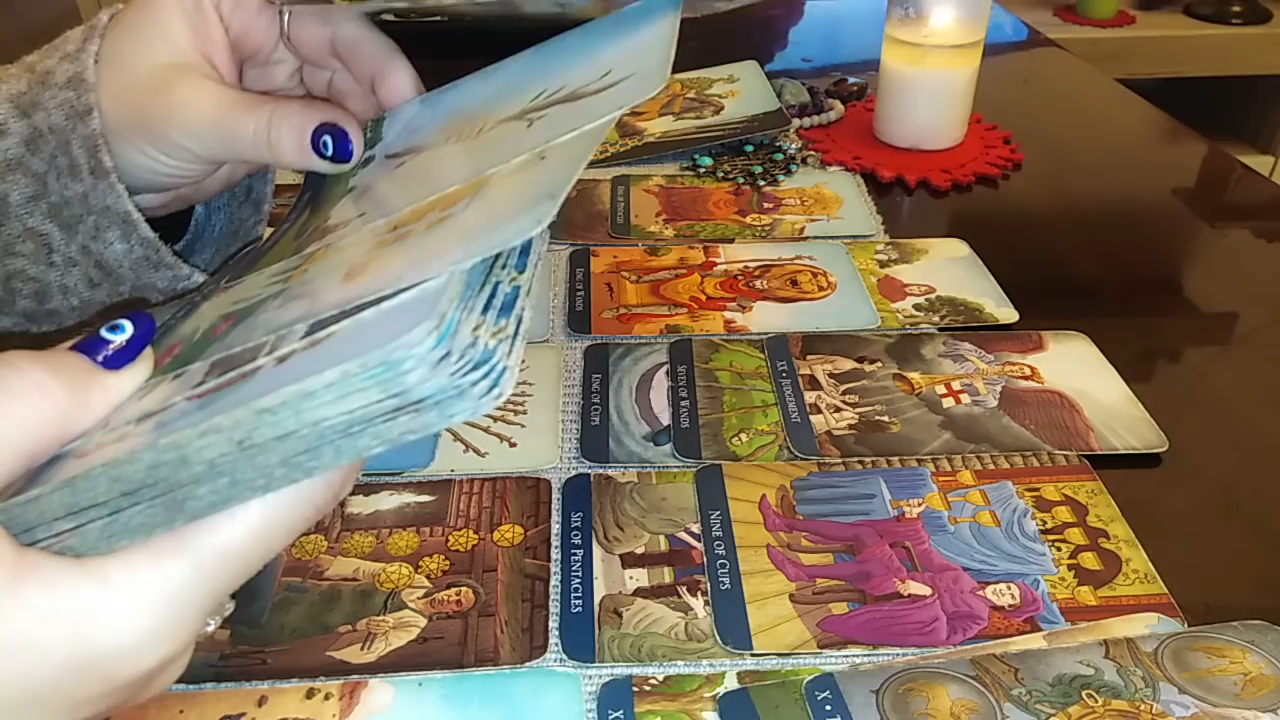 KING OF PENTACLES
KING OF WANDS
KING OF CUPS
SEVEN OF WANDS
XX • JUDGEMENT
SIX OF PENTACLES
NINE OF CUPS
X
X •